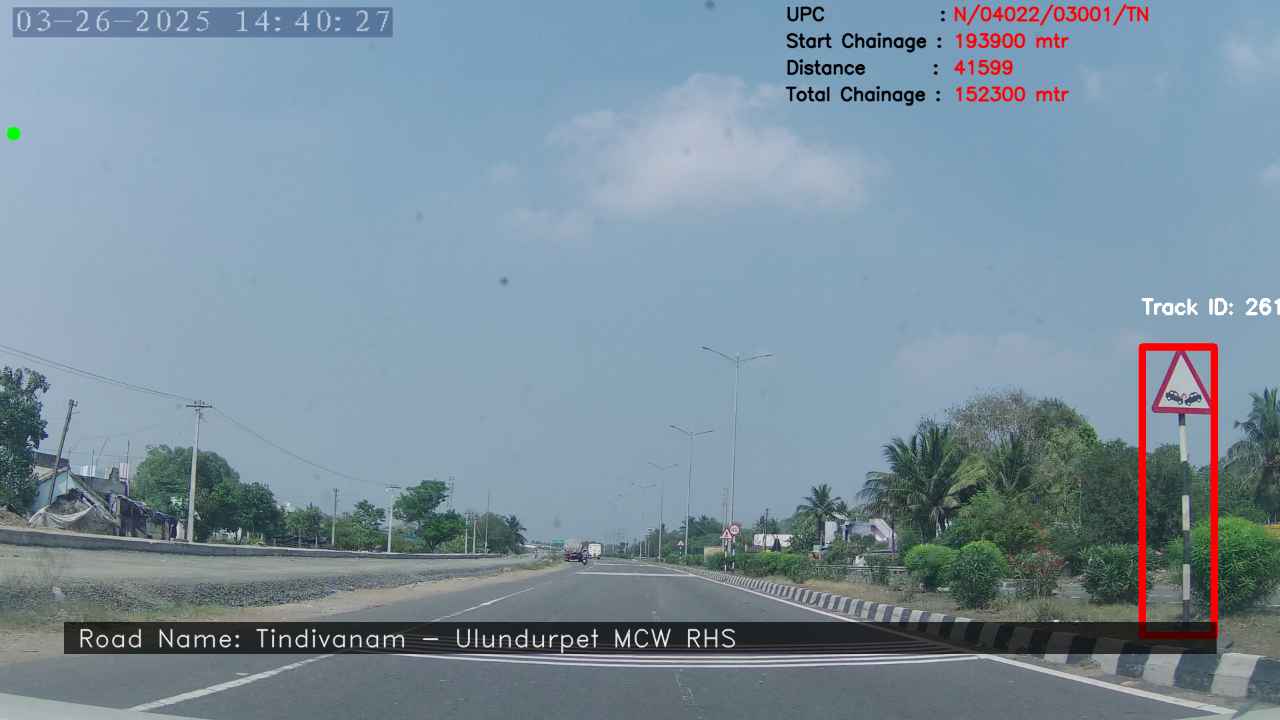 03-26-2025 14:40:27
UPC : N/04022/03001/TN
Start Chainage : 193900 mtr
Distance : 41599
Total Chainage : 152300 mtr
Track ID: 261
Road Name: Tindivanam - Ulundurpet MCW RHS